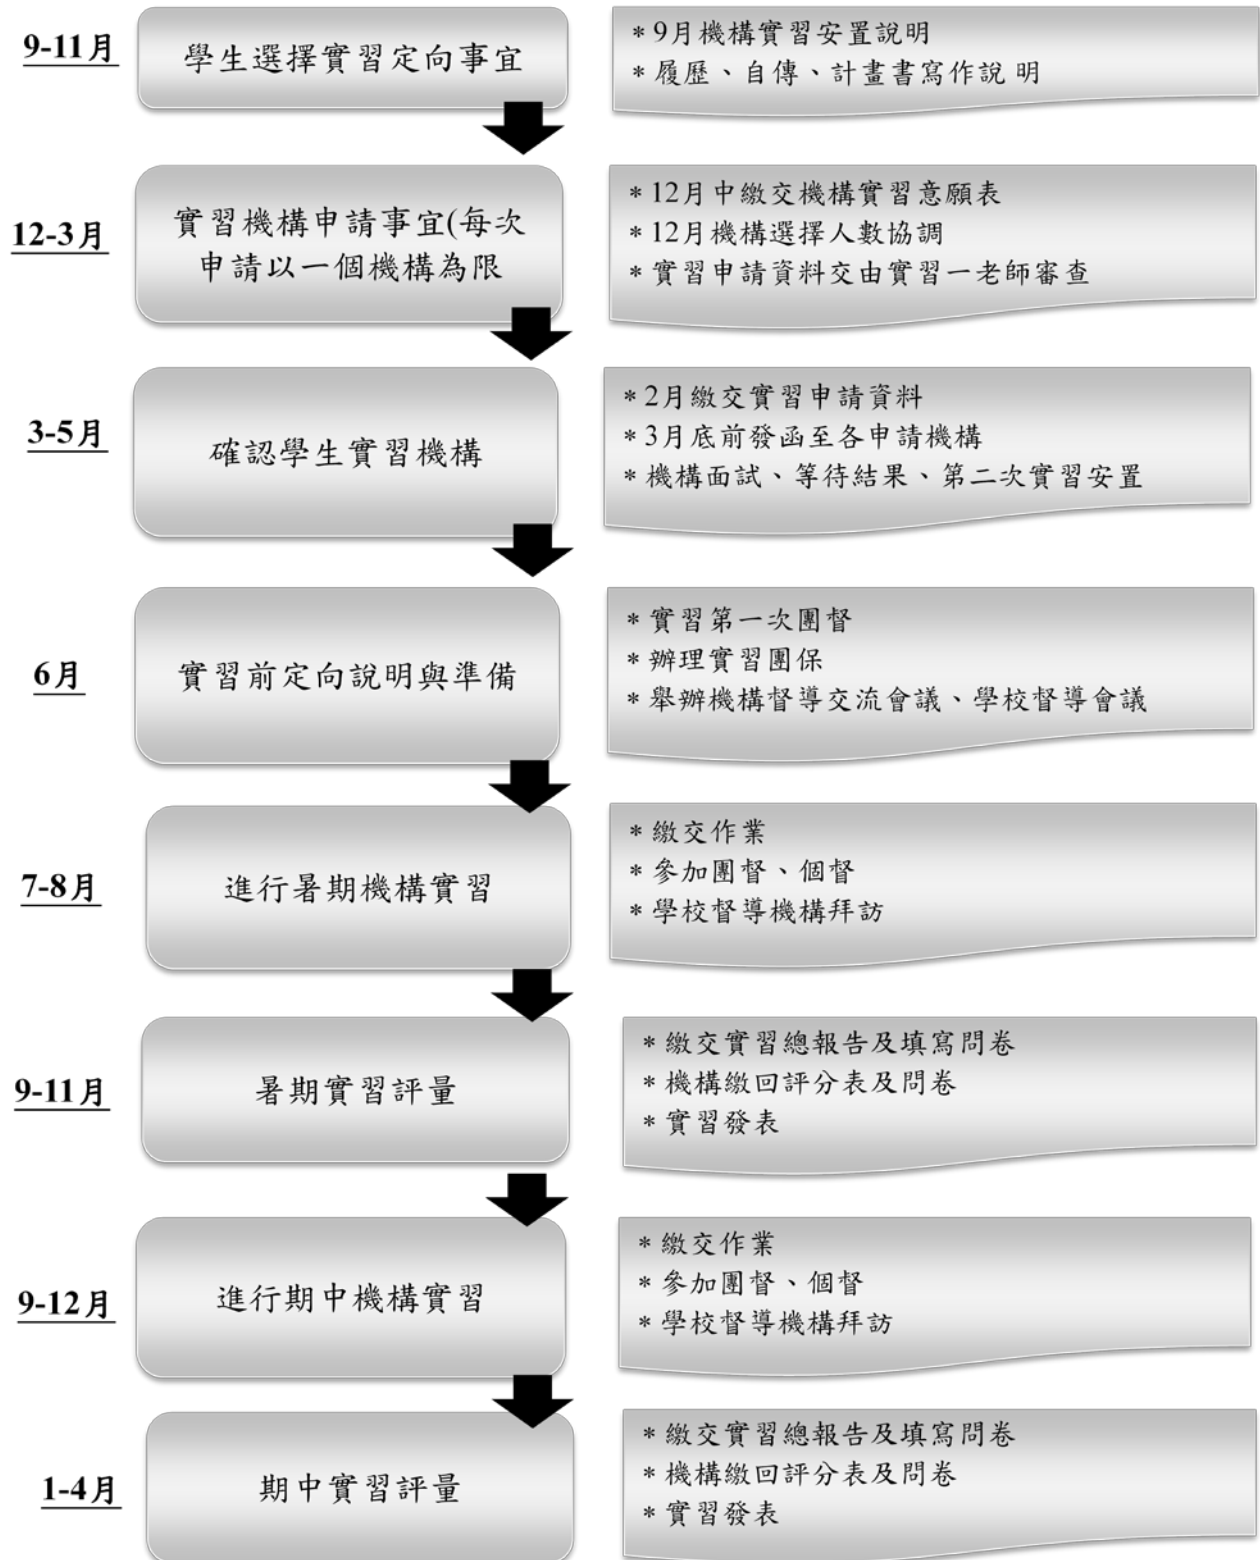 9-11月
學生選擇實習定向事宜
* 9月機構實習安置說明
* 履歷、自傳、計畫書寫作說 明
12-3月
實習機構申請事宜(每次
申請以一個機構為限
* 12月中繳交機構實習意願表
* 12月機構選擇人數協調
* 實習申請資料交由實習一老師審查
3-5月
確認學生實習機構
* 2月繳交實習申請資料
* 3月底前發函至各申請機構
* 機構面試、等待結果、第二次實習安置
6月
實習前定向說明與準備
* 實習第一次團督
* 辦理實習團保
* 舉辦機構督導交流會議、學校督導會議
7-8月
進行暑期機構實習
* 繳交作業
* 參加團督、個督
* 學校督導機構拜訪
9-11月
暑期實習評量
* 繳交實習總報告及填寫問卷
* 機構繳回評分表及問卷
* 實習發表
9-12月
進行期中機構實習
* 繳交作業
* 參加團督、個督
* 學校督導機構拜訪
1-4月
期中實習評量
* 繳交實習總報告及填寫問卷
* 機構繳回評分表及問卷
* 實習發表